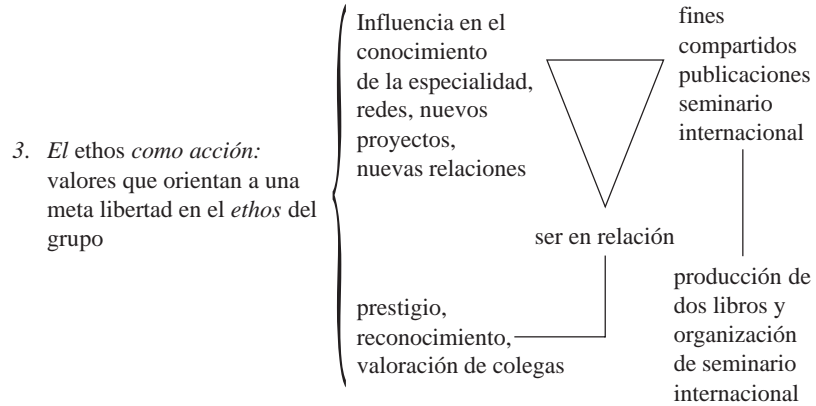 3. El ethos como acción:
valores que orientan a una
meta libertad en el ethos del
grupo
Influencia en el
conocimiento
de la especialidad,
redes, nuevos
proyectos,
nuevas relaciones
prestigio,
reconocimiento,
valoración de colegas
ser en relación
fines
compartidos
publicaciones
seminario
internacional
producción de
dos libros y
organización
de seminario
internacional